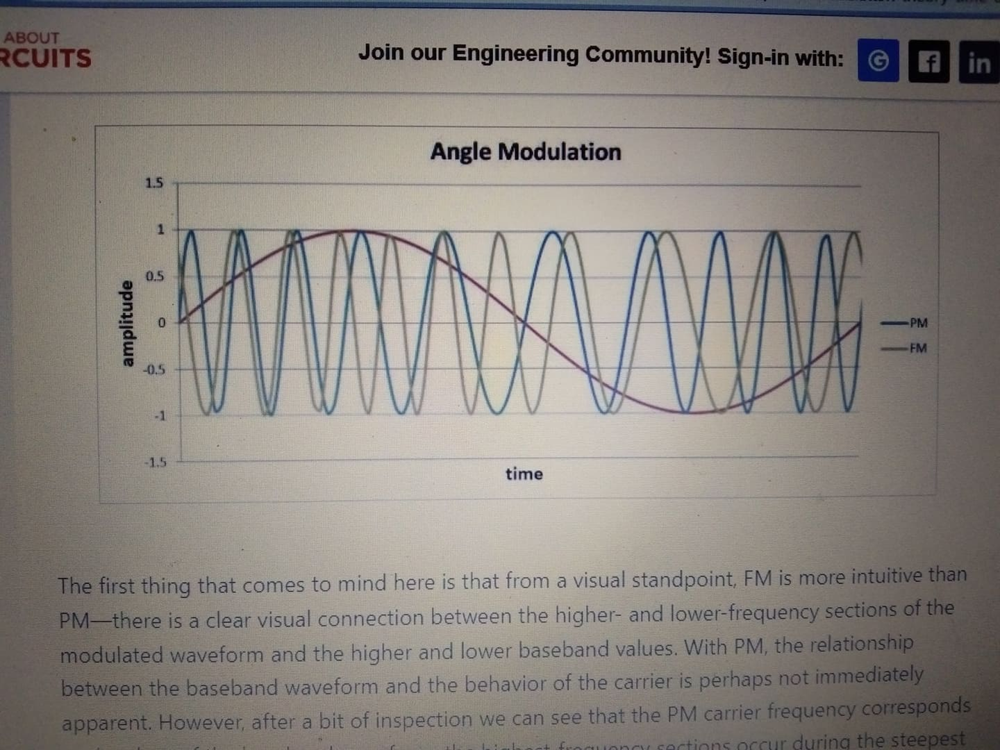 ABOUT
RCUITS
Join our Engineering Community! Sign-in with:
G
f
in
Angle Modulation
1.5
1
0.5
0
-0.5
-1
-1.5
amplitude
time
PM
FM
The first thing that comes to mind here is that from a visual standpoint, FM is more intuitive than
PM—there is a clear visual connection between the higher- and lower-frequency sections of the
modulated waveform and the higher and lower baseband values. With PM, the relationship
between the baseband waveform and the behavior of the carrier is perhaps not immediately
apparent. However, after a bit of inspection we can see that the PM carrier frequency corresponds
the highest frequency sections occur during the steepest